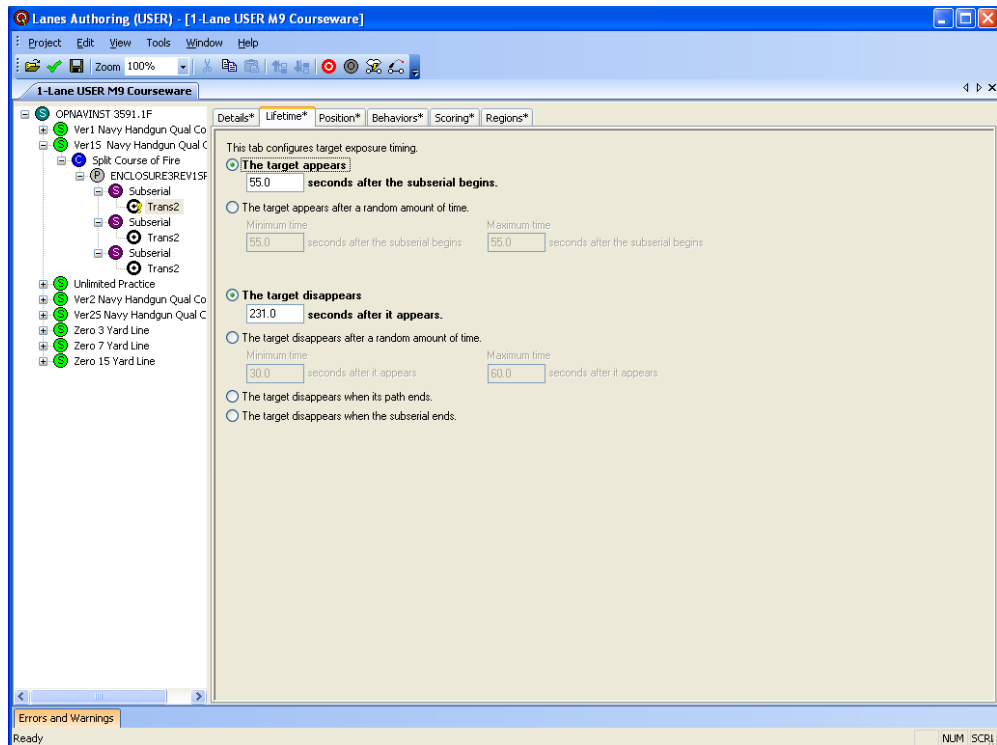 Lanes Authoring (USER) - [1-Lane USER M9 Courseware]
Project Edit View Tools Window Help
Zoom 100%
1-Lane USER M9 Courseware
OPNAVINST 3591.1F
Ver1 Navy Handgun Qual Co
Ver1S Navy Handgun Qual C
Split Course of Fire
ENCLOSURE3REV1SF
Subserial
Trans2
Subserial
Trans2
Subserial
Trans2
Unlimited Practice
Ver2 Navy Handgun Qual Co
Ver2S Navy Handgun Qual C
Zero 3 Yard Line
Zero 7 Yard Line
Zero 15 Yard Line
Details* Lifetime* Position* Behaviors* Scoring* Regions*
This tab configures target exposure timing.
The target appears
55.0 seconds after the subserial begins.
The target appears after a random amount of time.
Minimum time Maximum time
55.0 seconds after the subserial begins 55.0 seconds after the subserial begins
The target disappears
231.0 seconds after it appears.
The target disappears after a random amount of time.
Minimum time Maximum time
30.0 seconds after it appears 60.0 seconds after it appears
The target disappears when its path ends.
The target disappears when the subserial ends.
Errors and Warnings
Ready NUM SCRL